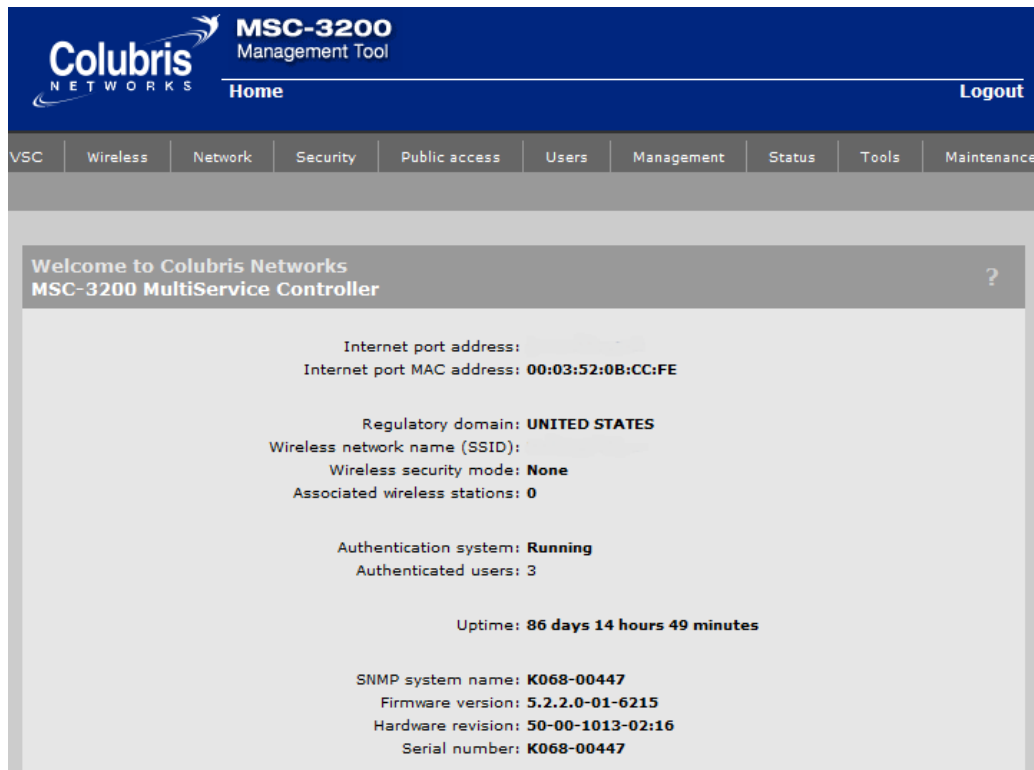 Colubris
NETWORKS
MSC-3200
Management Tool
Home Logout
VSC Wireless Network Security Public access Users Management Status Tools Maintenance
Welcome to Colubris Networks
MSC-3200 MultiService Controller
?
Internet port address:
Internet port MAC address: 00:03:52:0B:CC:FE
Regulatory domain: UNITED STATES
Wireless network name (SSID):
Wireless security mode: None
Associated wireless stations: 0
Authentication system: Running
Authenticated users: 3
Uptime: 86 days 14 hours 49 minutes
SNMP system name: K068-00447
Firmware version: 5.2.2.0-01-6215
Hardware revision: 50-00-1013-02:16
Serial number: K068-00447